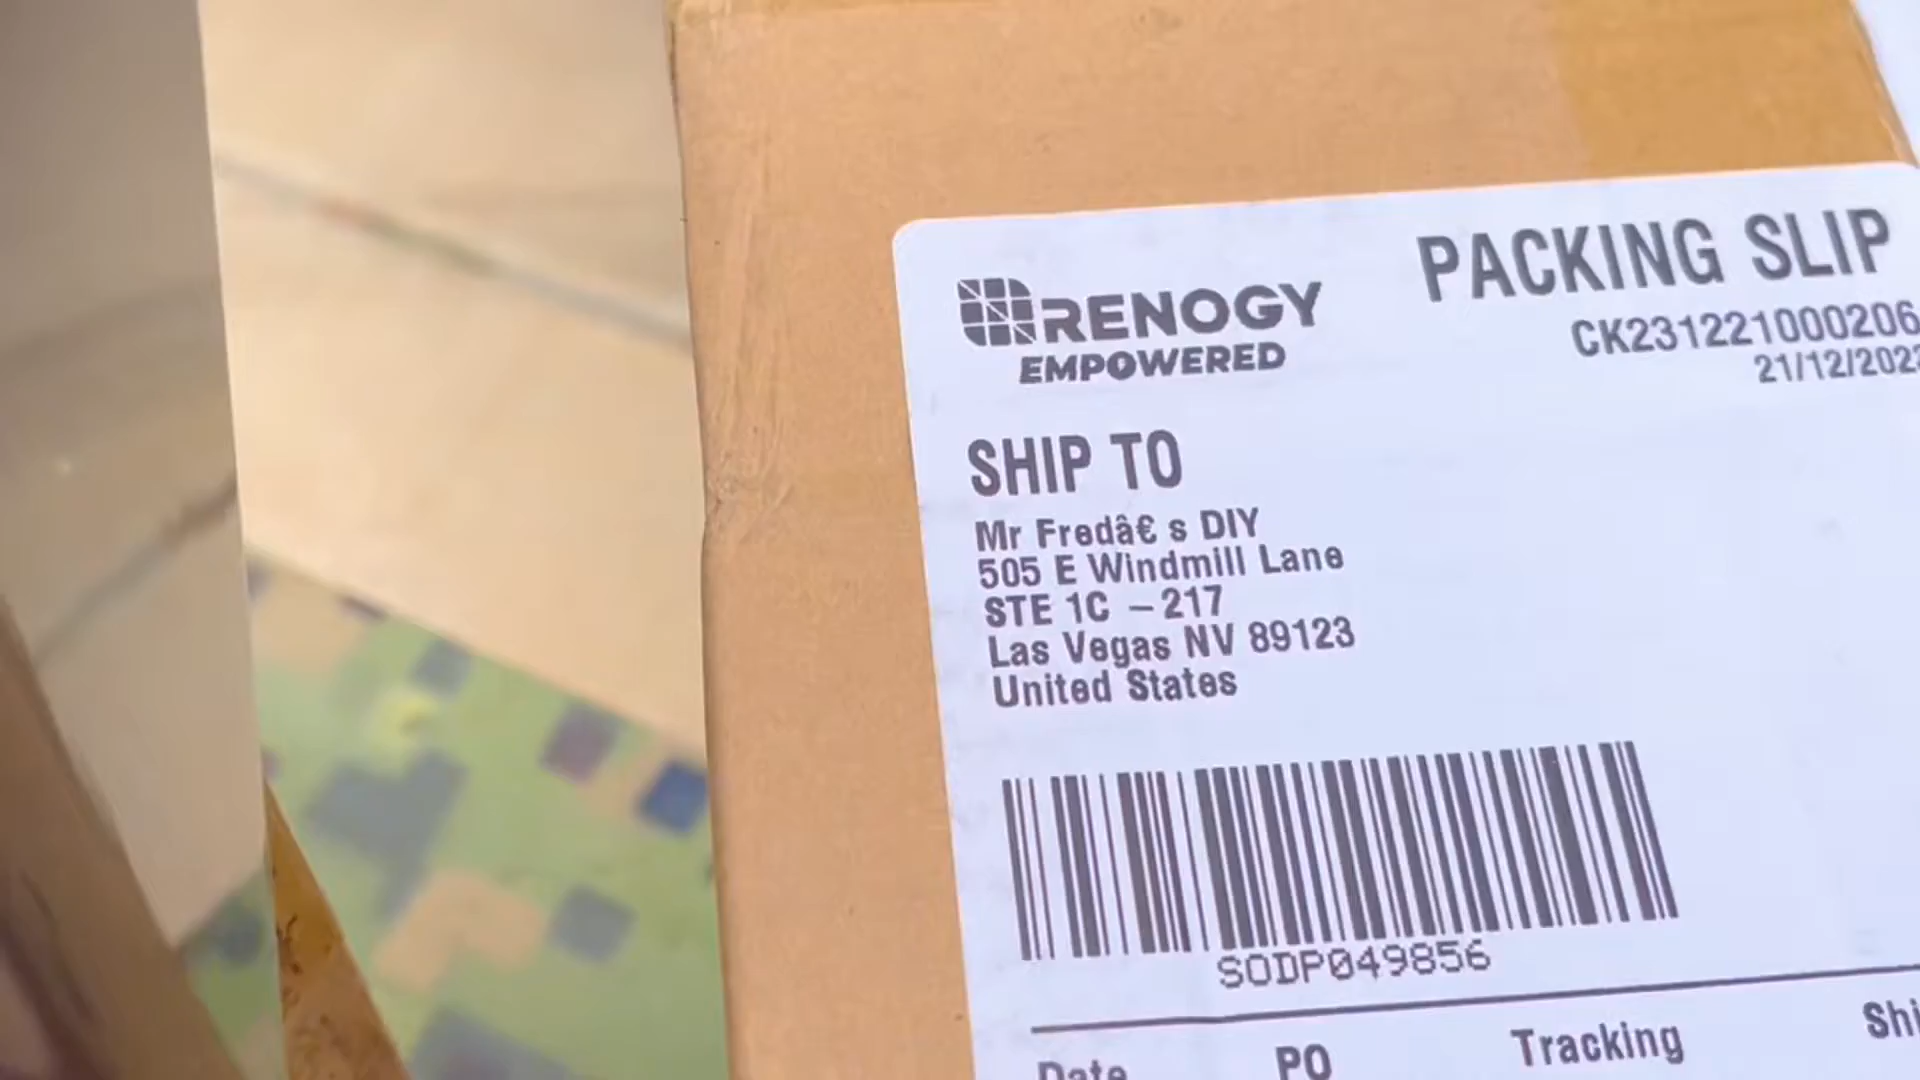 RENOGY
EMPOWERED
PACKING SLIP
CK231221000206
21/12/202
SHIP TO
Mr Fredâ€ s DIY
505 E Windmill Lane
STE 1C –217
Las Vegas NV 89123
United States
SODP049856
Date PO Tracking Shi